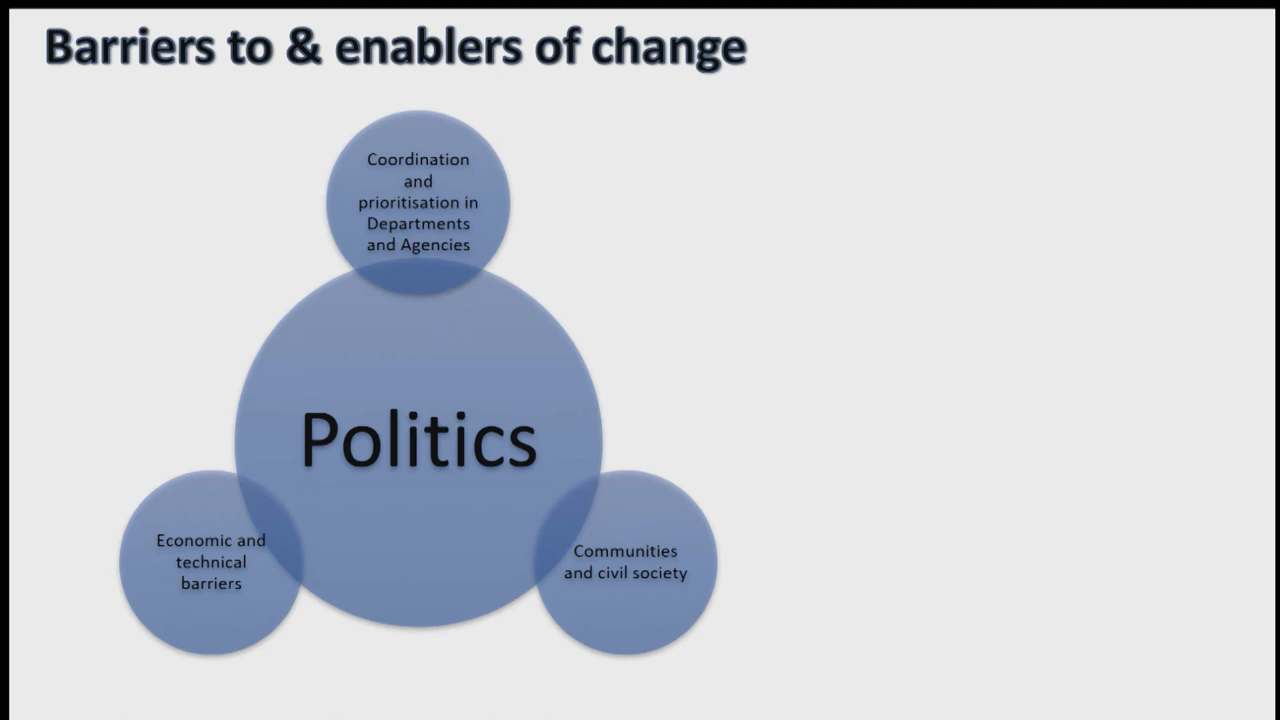 Barriers to & enablers of change
Coordination
and
prioritisation in
Departments
and Agencies
Politics
Economic and
technical
barriers
Communities
and civil society